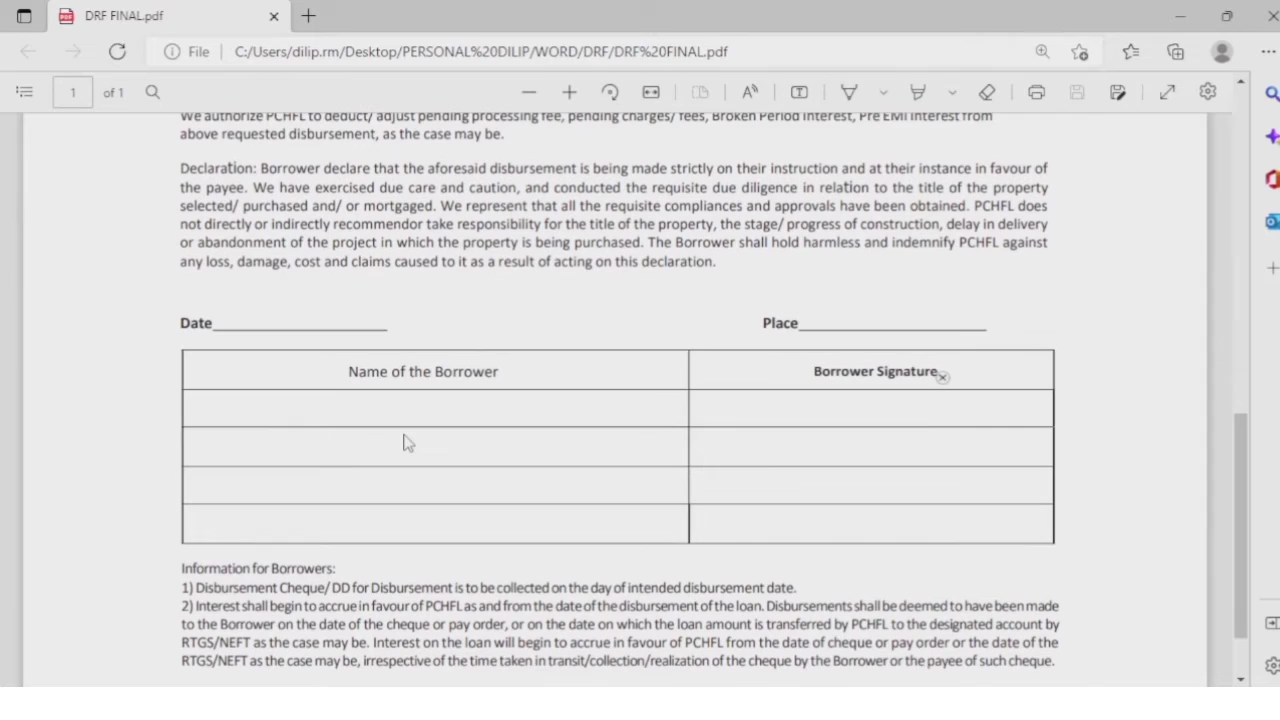 DRF FINAL.pdf
File
C:/Users/dilip.rm/Desktop/PERSONAL%20DILIP/WORD/DRF/DRF%20FINAL.pdf
1 of 1
We authorize PCHFL to deduct/ adjust pending processing fee, pending charges/ fees, Broken Period Interest, Pre EMI Interest from
above requested disbursement, as the case may be.
Declaration: Borrower declare that the aforesaid disbursement is being made strictly on their instruction and at their instance in favour of
the payee. We have exercised due care and caution, and conducted the requisite due diligence in relation to the title of the property
selected/ purchased and/ or mortgaged. We represent that all the requisite compliances and approvals have been obtained. PCHFL does
not directly or indirectly recommendor take responsibility for the title of the property, the stage/ progress of construction, delay in delivery
or abandonment of the project in which the property is being purchased. The Borrower shall hold harmless and indemnify PCHFL against
any loss, damage, cost and claims caused to it as a result of acting on this declaration.
Date______________________ Place________________________
Name of the Borrower Borrower Signature
Information for Borrowers:
1) Disbursement Cheque/ DD for Disbursement is to be collected on the day of intended disbursement date.
2) Interest shall begin to accrue in favour of PCHFL as and from the date of the disbursement of the loan. Disbursements shall be deemed to have been made
to the Borrower on the date of the cheque or pay order, or on the date on which the loan amount is transferred by PCHFL to the designated account by
RTGS/NEFT as the case may be. Interest on the loan will begin to accrue in favour of PCHFL from the date of cheque or pay order or the date of the
RTGS/NEFT as the case may be, irrespective of the time taken in transit/collection/realization of the cheque by the Borrower or the payee of such cheque.